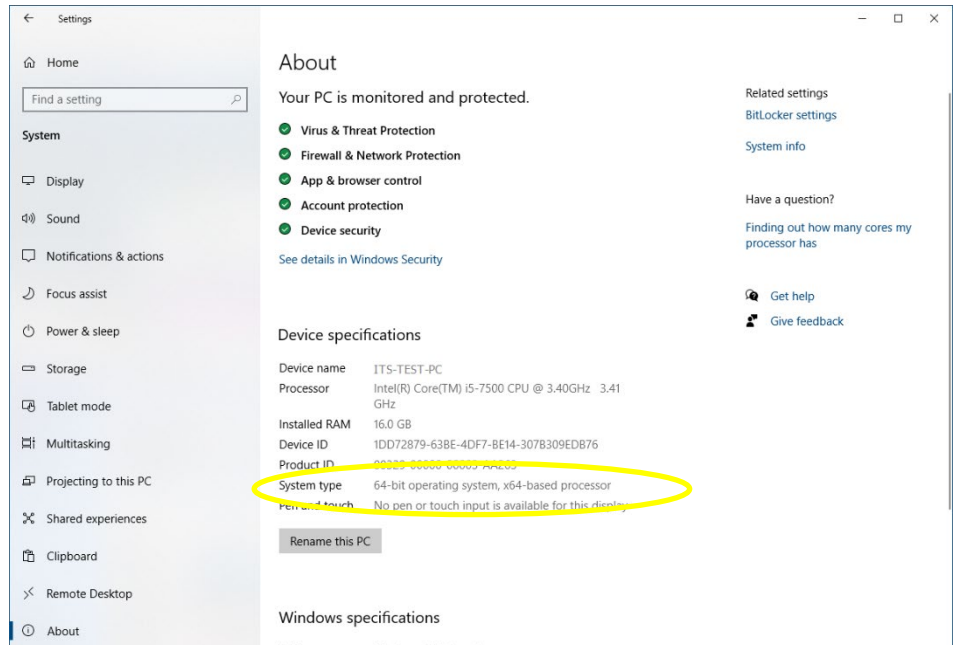 Settings
Home
Find a setting
System
Display
Sound
Notifications & actions
Focus assist
Power & sleep
Storage
Tablet mode
Multitasking
Projecting to this PC
Shared experiences
Clipboard
Remote Desktop
About
About
Your PC is monitored and protected.
Virus & Threat Protection
Firewall & Network Protection
App & browser control
Account protection
Device security
See details in Windows Security
Device specifications
Device name ITS-TEST-PC
Processor Intel(R) Core(TM) i5-7500 CPU @ 3.40GHz 3.41
GHz
Installed RAM 16.0 GB
Device ID 1DD72879-63BE-4DF7-BE14-307B309EDB76
Product ID
System type 64-bit operating system, x64-based processor
Pen and touch No pen or touch input is available for this display
Rename this PC
Windows specifications
Related settings
BitLocker settings
System info
Have a question?
Finding out how many cores my
processor has
Get help
Give feedback